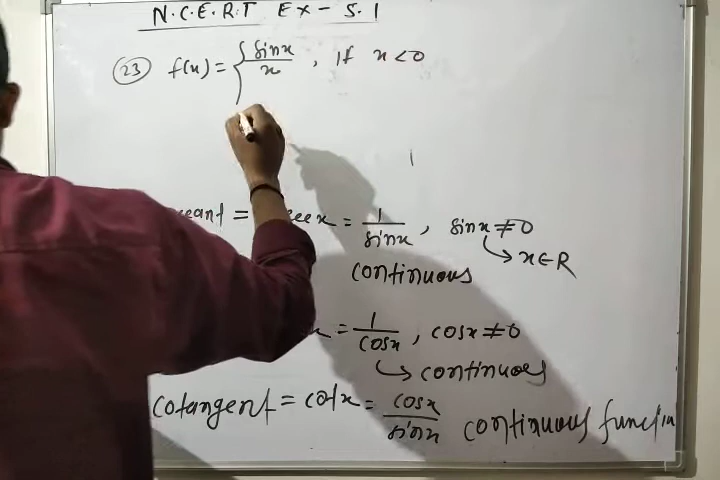 N.C.E.R.T EX - 5.1
(23) f(x) = { sinx/x , if x < 0
= x = 1/sinx , sinx ≠ 0
→ x ∈ R
continuous
= 1/cosx , cosx ≠ 0
→ continuous
cotangent = cotx = cosx/sinx continuous